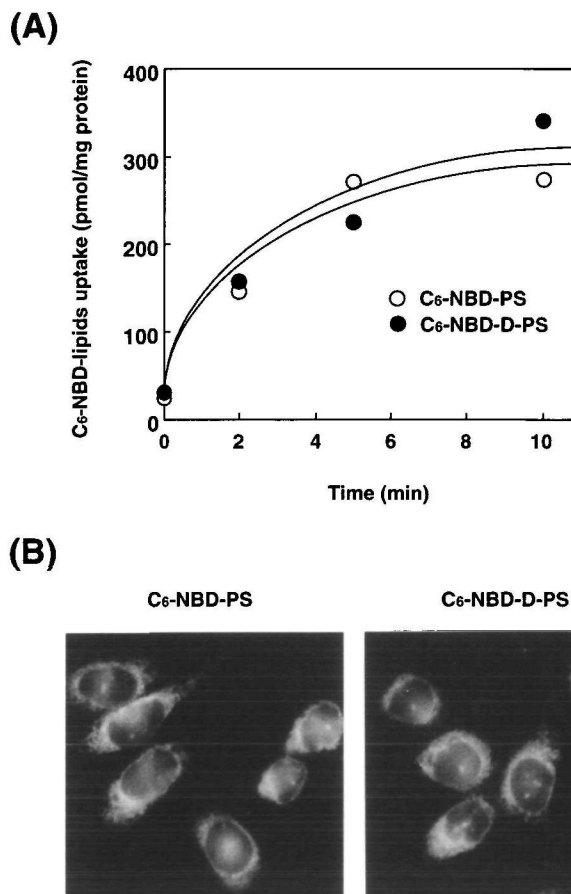 (A)
400
300
200
100
0
C₆-NBD-lipids uptake (pmol/mg protein)
C₆-NBD-PS
C₆-NBD-D-PS
0 2 4 6 8 10
Time (min)
(B)
C₆-NBD-PS C₆-NBD-D-PS